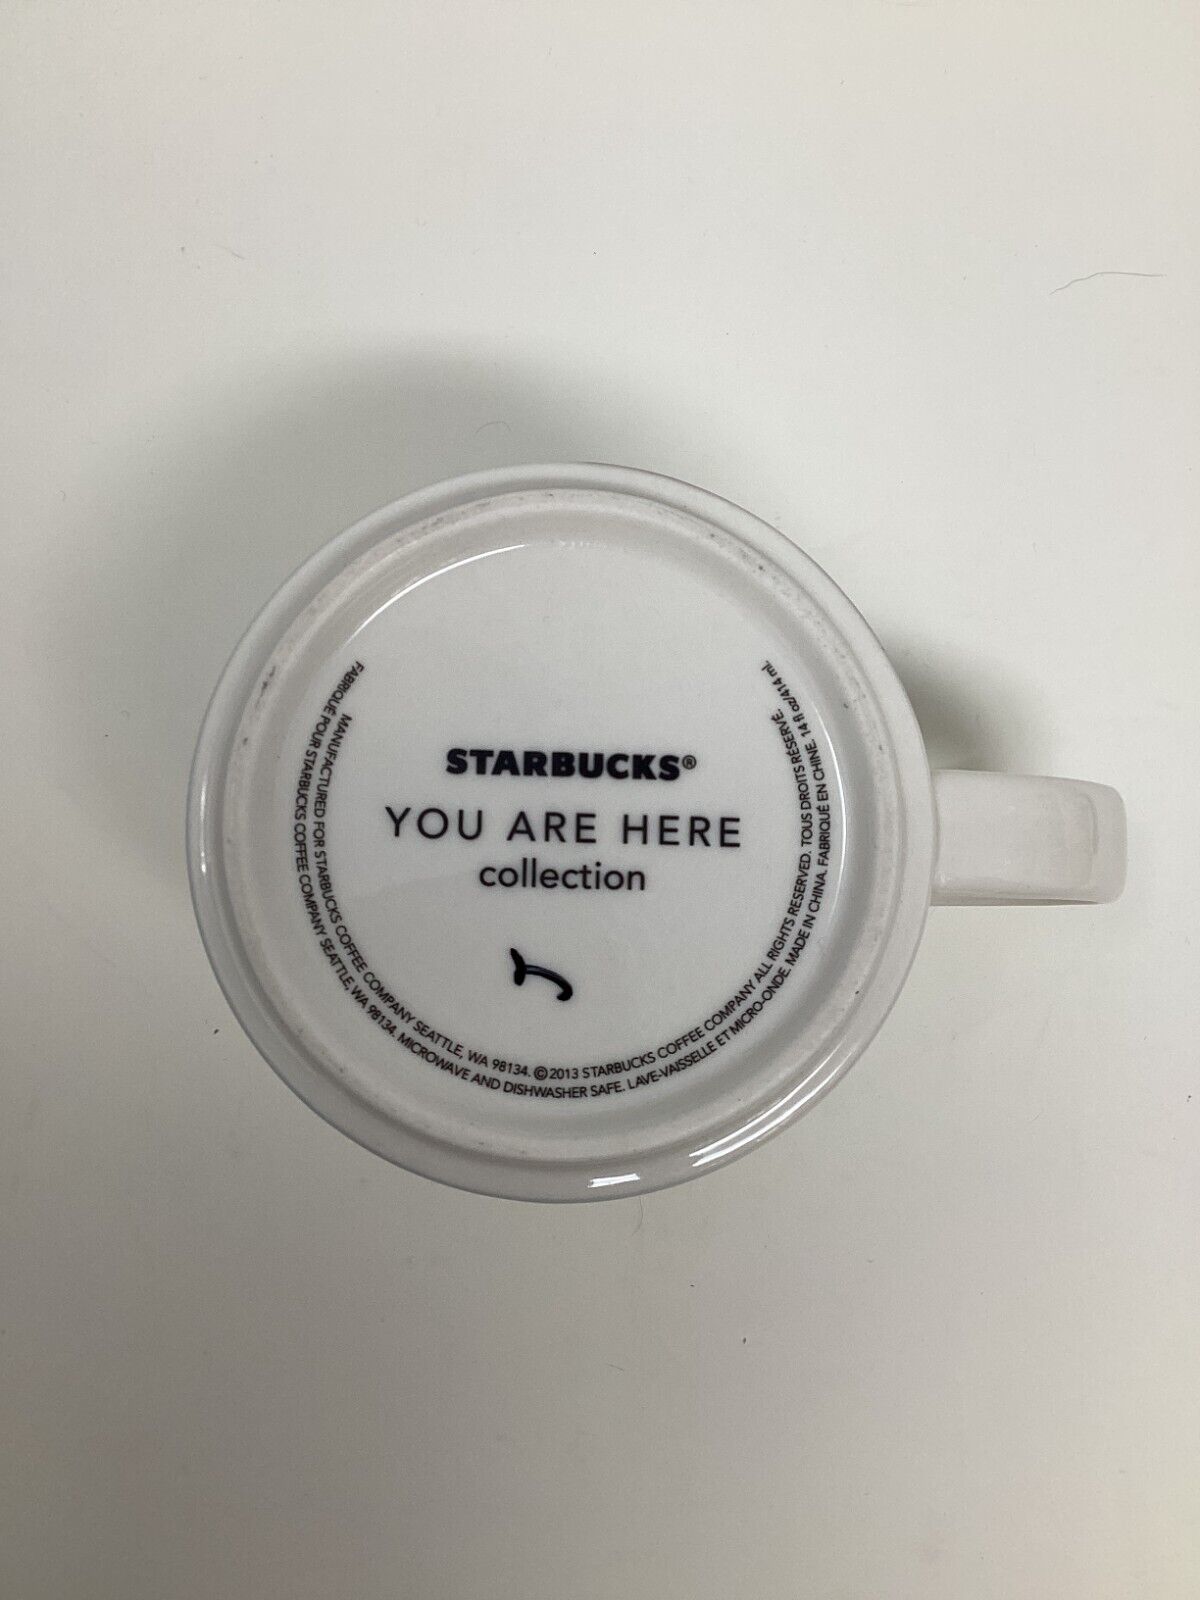 STARBUCKS®
YOU ARE HERE
collection
MANUFACTURED FOR STARBUCKS COFFEE COMPANY SEATTLE, WA 98134. ©2013 STARBUCKS COFFEE COMPANY ALL RIGHTS RESERVED. TOUS DROITS RÉSERVÉ.
FABRIQUÉ POUR STARBUCKS COFFEE COMPANY SEATTLE, WA 98134. MICROWAVE AND DISHWASHER SAFE. LAVE-VAISSELLE ET MICRO-ONDE. MADE IN CHINA. FABRIQUÉ EN CHINE. 14 fl oz/414 mL